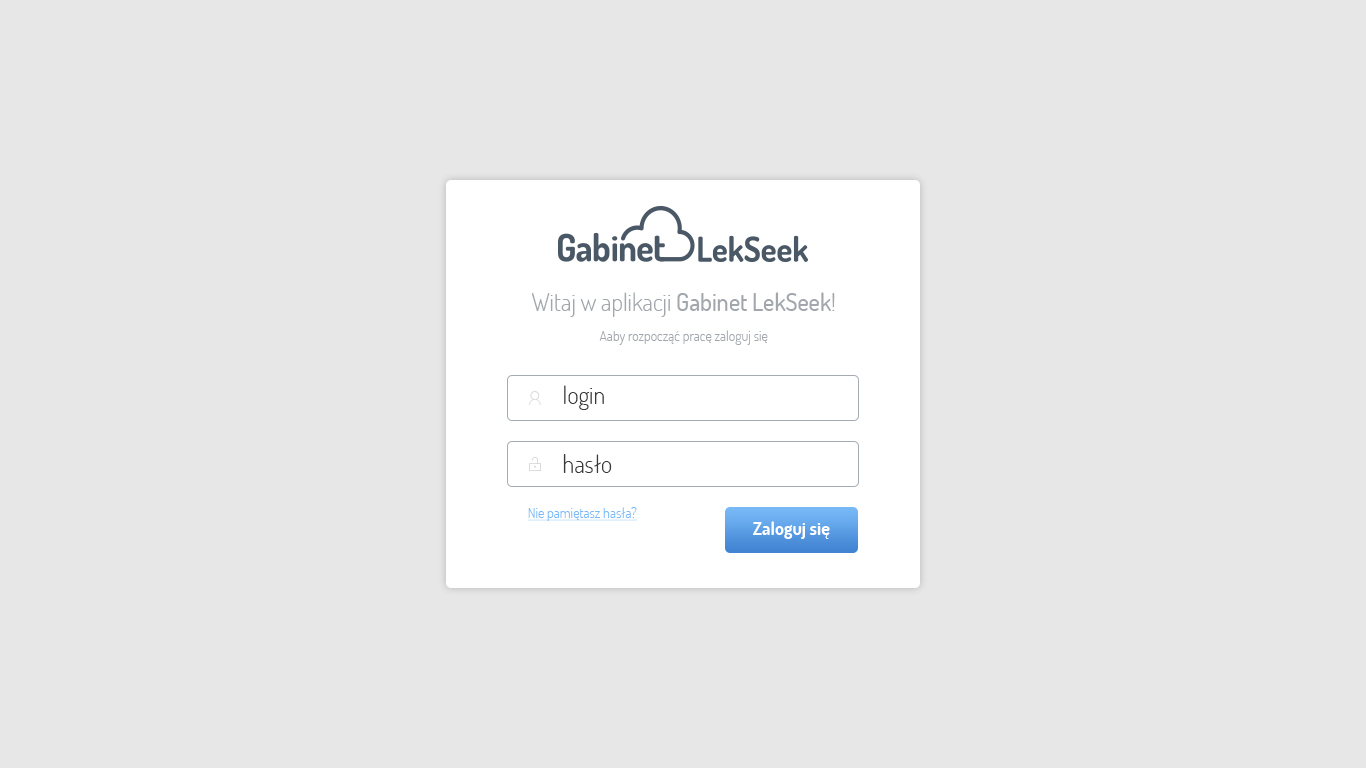 Gabinet LekSeek
Witaj w aplikacji Gabinet LekSeek!
Aaby rozpocząć pracę zaloguj się
login
hasło
Nie pamiętasz hasła?
Zaloguj się